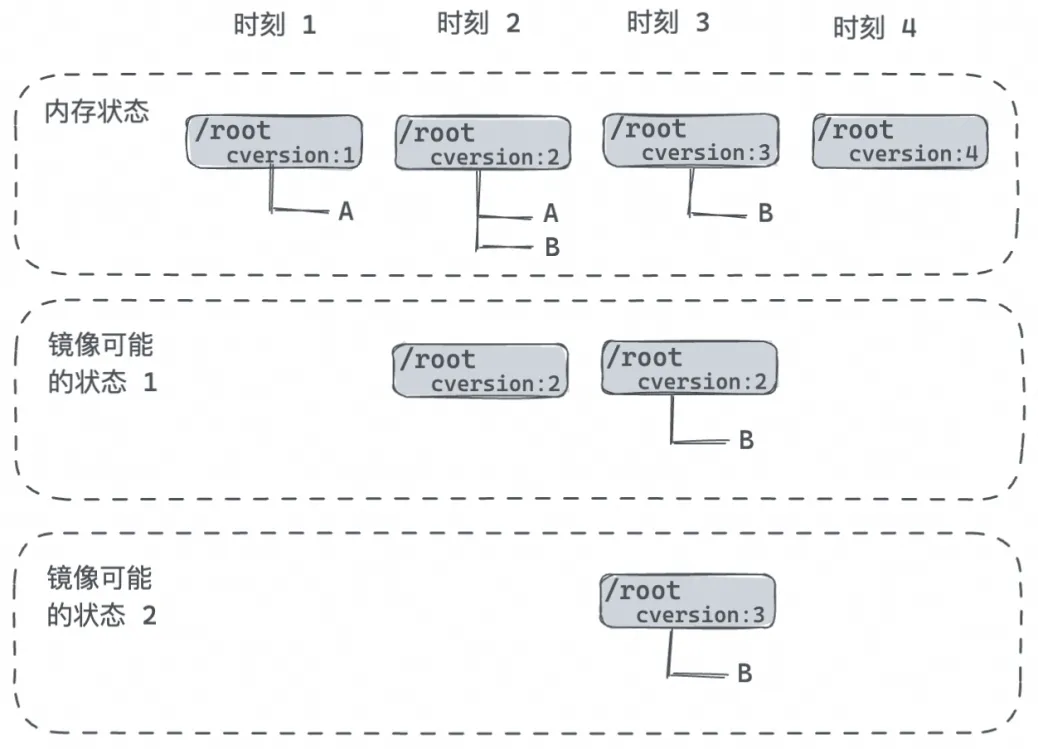 时刻 1 时刻 2 时刻 3 时刻 4
内存状态
/root /root /root /root
cversion:1 cversion:2 cversion:3 cversion:4
A A B
B
镜像可能
的状态 1
/root /root
cversion:2 cversion:2
B
镜像可能
的状态 2
/root
cversion:3
B